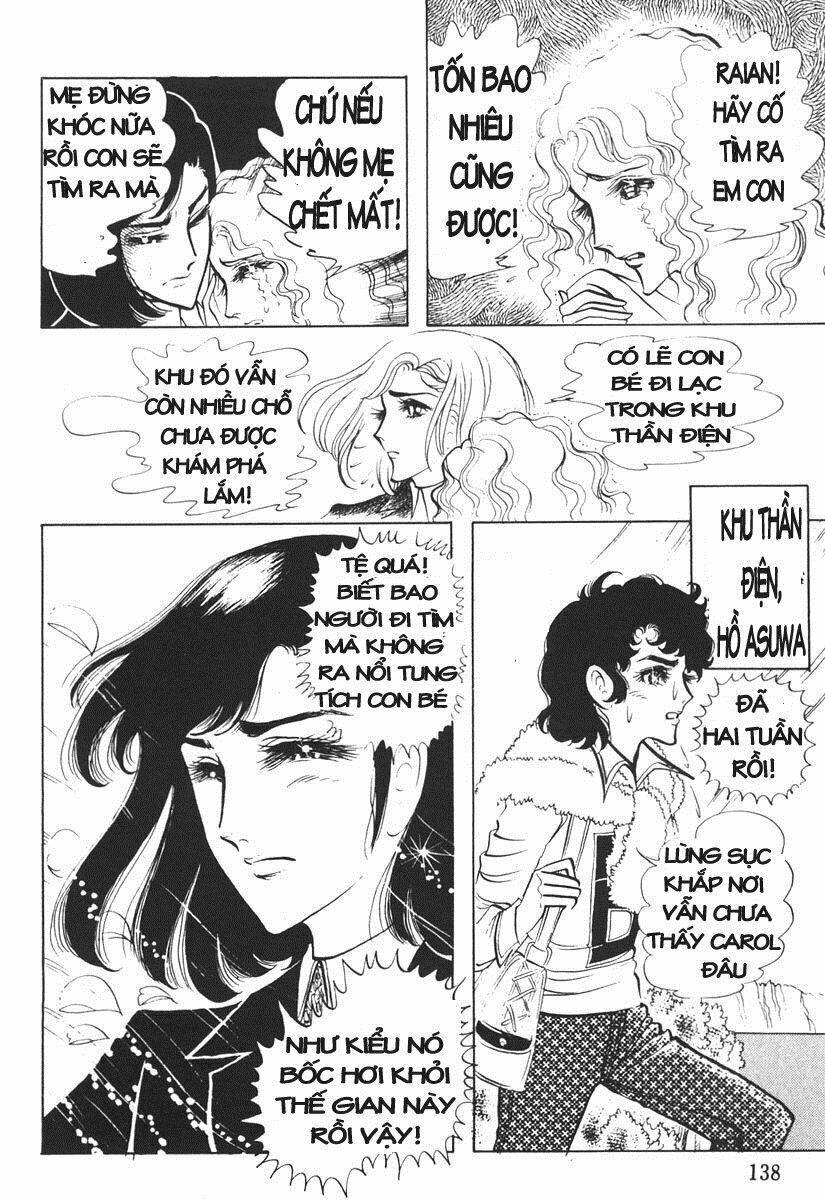 RAIAN!
HÃY CỐ
TÌM RA
EM CON
TỐN BAO
NHIÊU
CŨNG
ĐƯỢC!
CHỨ NẾU
KHÔNG MẸ
CHẾT MẤT!
MẸ ĐỪNG
KHÓC NỮA
RỒI CON SẼ
TÌM RA MÀ
CÓ LẼ CON
BÉ ĐI LẠC
TRONG KHU
THẦN ĐIỆN
KHU ĐÓ VẪN
CÒN NHIỀU CHỖ
CHƯA ĐƯỢC
KHÁM PHÁ
LẮM!
KHU THẦN
ĐIỆN,
HỒ ASUWA
ĐÃ
HAI TUẦN
RỒI!
LÙNG SỤC
KHẮP NƠI
VẪN CHƯA
THẤY CAROL
ĐÂU
TỆ QUÁ!
BIẾT BAO
NGƯỜI ĐI TÌM
MÀ KHÔNG
RA NỔI TUNG
TÍCH CON BÉ
NHƯ KIỂU NÓ
BỐC HƠI KHỎI
THẾ GIAN NÀY
RỒI VẬY!
138